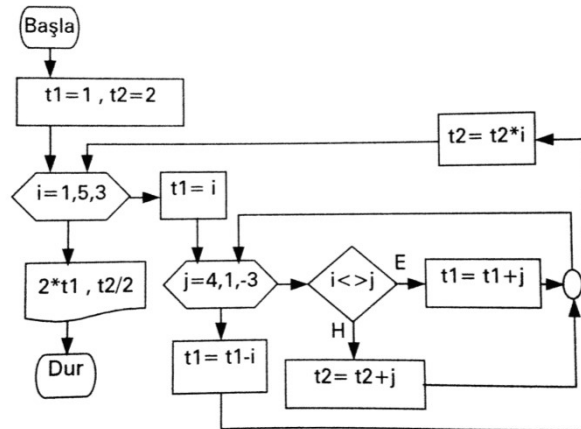 Başla
t1=1 , t2=2
t2= t2*i
i=1,5,3
t1= i
2*t1 , t2/2
j=4,1,-3
i<>j
E
t1= t1+j
H
Dur
t1= t1-i
t2= t2+j